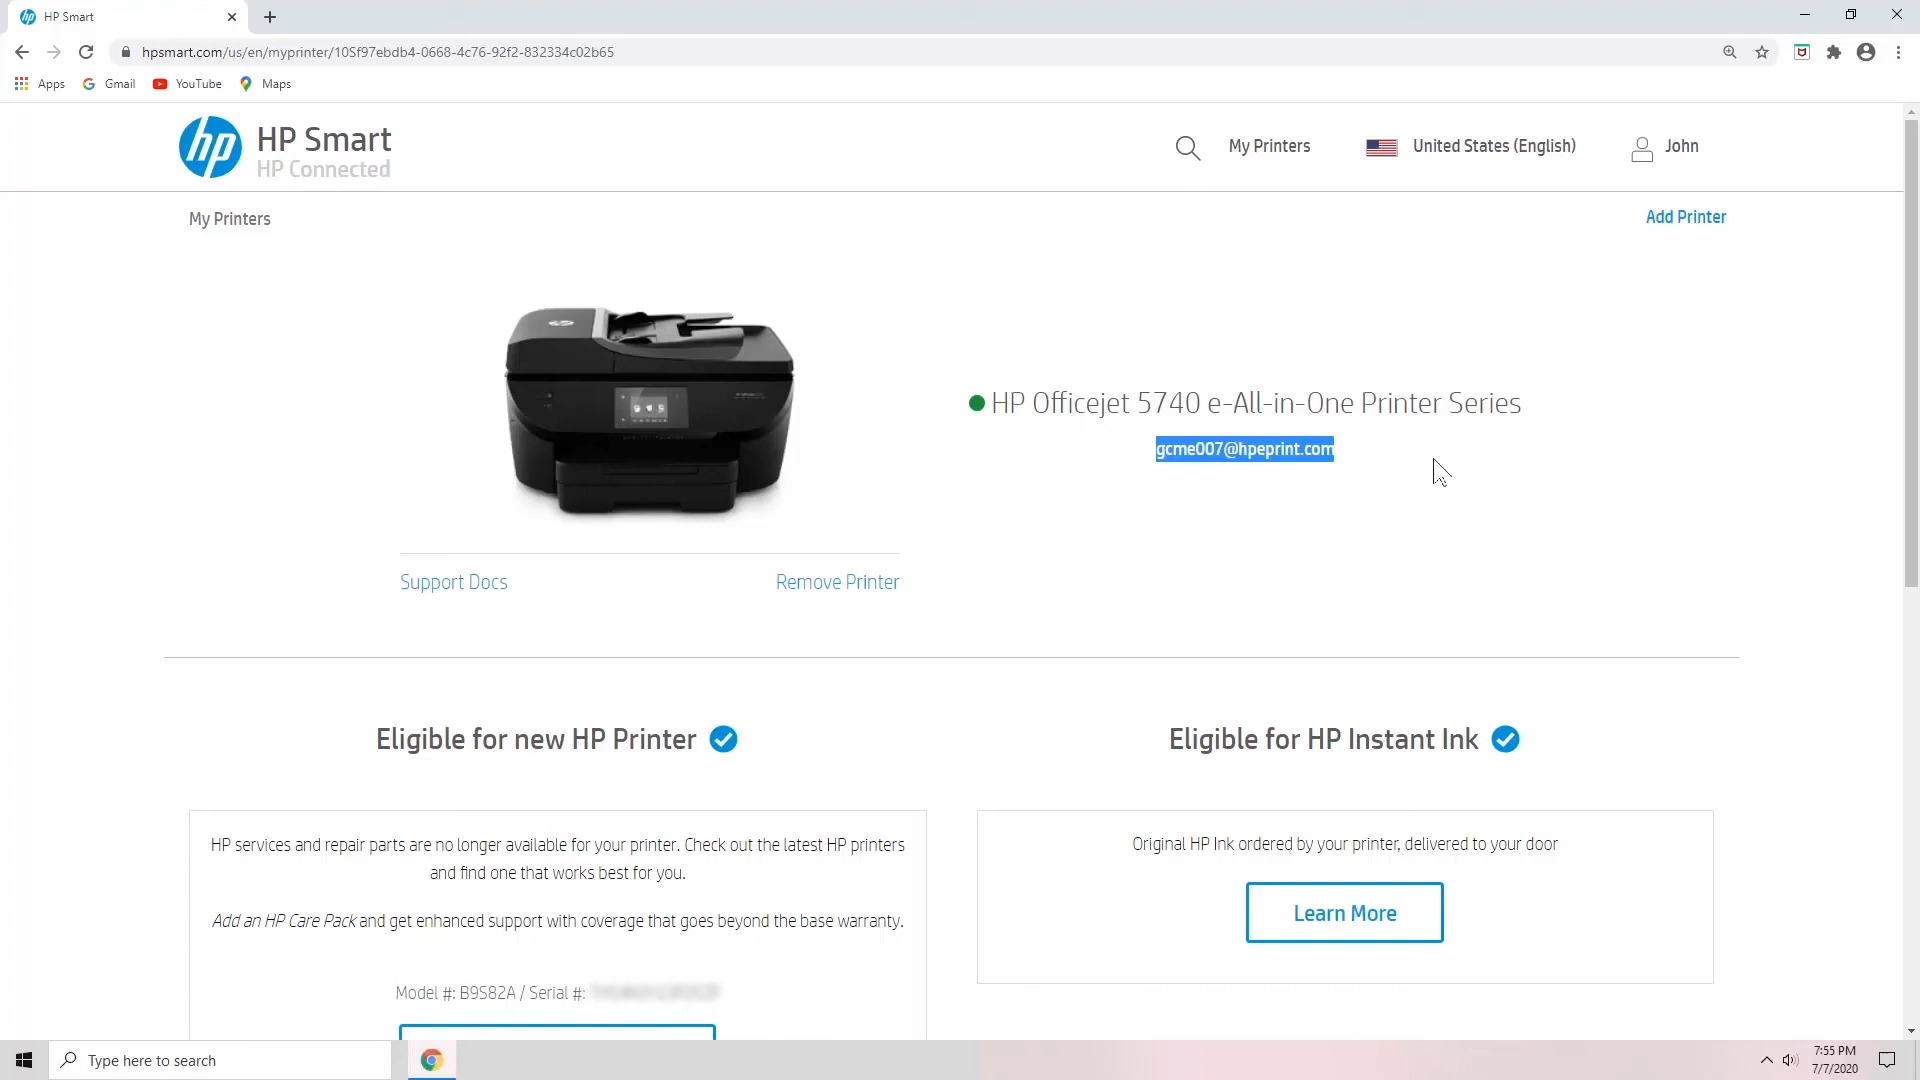 HP Smart
hpsmart.com/us/en/myprinter/10Sf97ebdb4-0668-4c76-92f2-832334c02b65
Apps
Gmail
YouTube
Maps
hp
HP Smart
HP Connected
My Printers
United States (English)
John
My Printers
Add Printer
HP Officejet 5740 e-All-in-One Printer Series
gcme007@hpeprint.com
Support Docs
Remove Printer
Eligible for new HP Printer
Eligible for HP Instant Ink
HP services and repair parts are no longer available for your printer. Check out the latest HP printers
and find one that works best for you.
Add an HP Care Pack and get enhanced support with coverage that goes beyond the base warranty.
Model #: B9S82A / Serial #:
Original HP Ink ordered by your printer, delivered to your door
Learn More
Type here to search
7:55 PM
7/7/2020